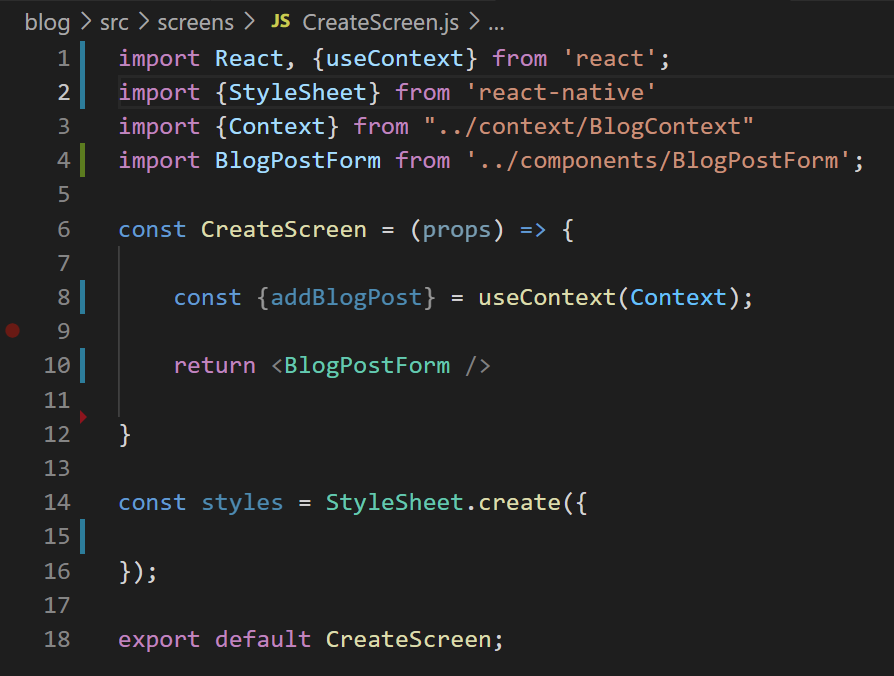 blog > src > screens > JS CreateScreen.js > ...
1 import React, {useContext} from 'react';
2 import {StyleSheet} from 'react-native'
3 import {Context} from "../context/BlogContext"
4 import BlogPostForm from '../components/BlogPostForm';
5
6 const CreateScreen = (props) => {
7
8     const {addBlogPost} = useContext(Context);
9
10     return <BlogPostForm />
11
12 }
13
14 const styles = StyleSheet.create({
15
16 });
17
18 export default CreateScreen;